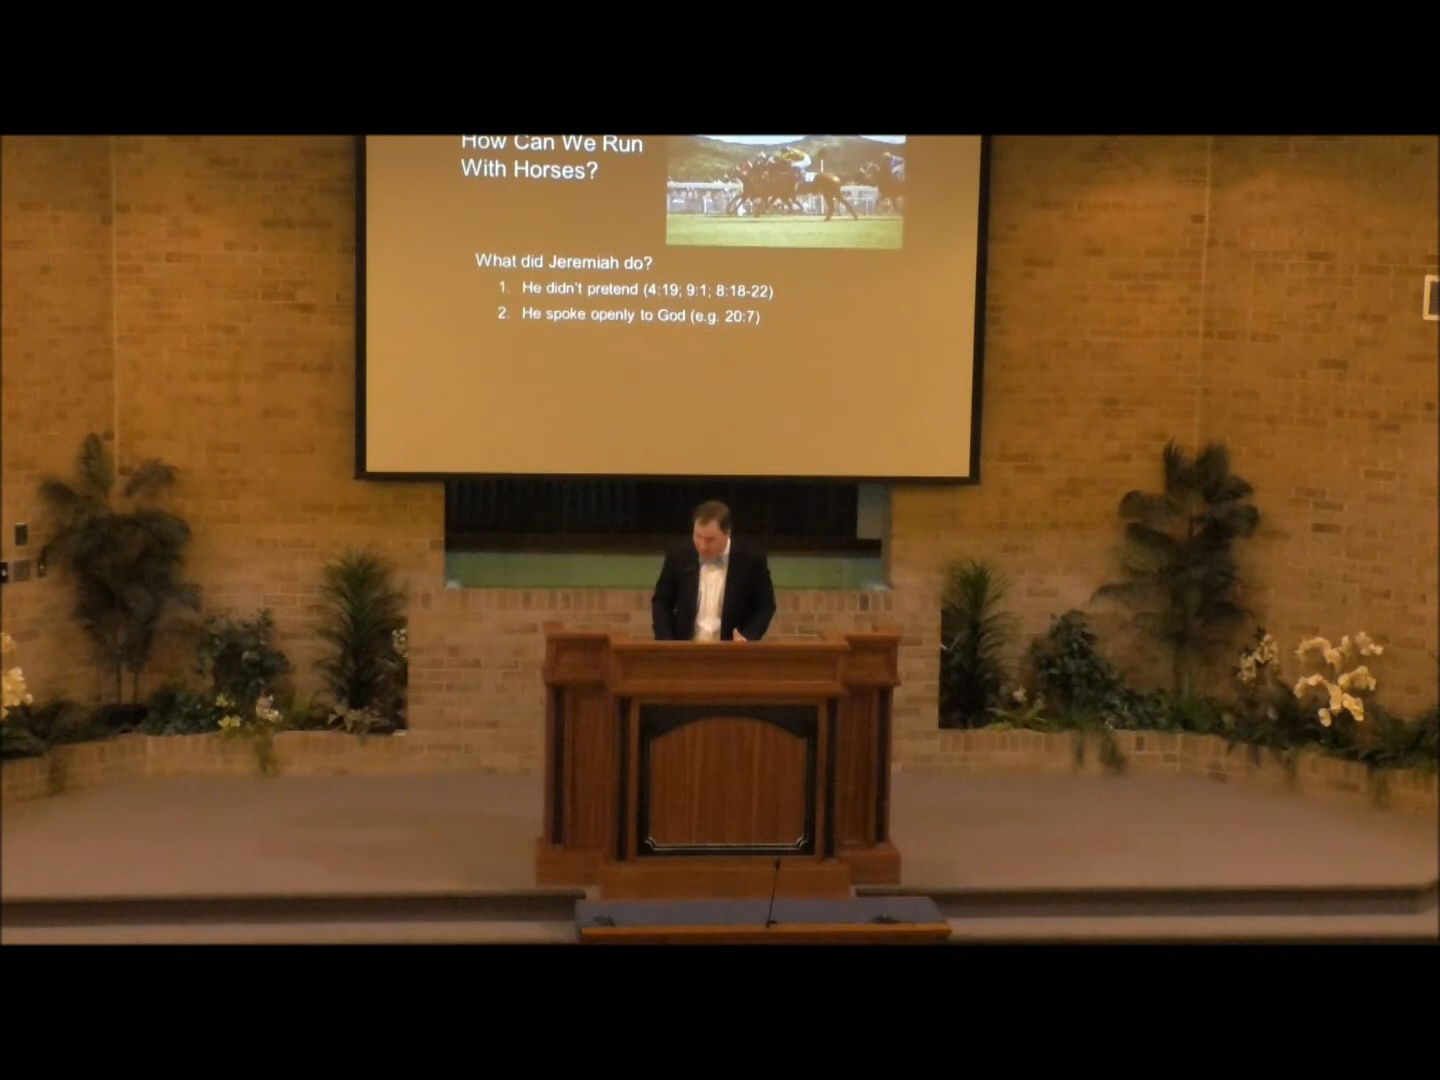 How Can We Run
With Horses?
What did Jeremiah do?
1. He didn't pretend (4:19; 9:1; 8:18-22)
2. He spoke openly to God (e.g. 20:7)